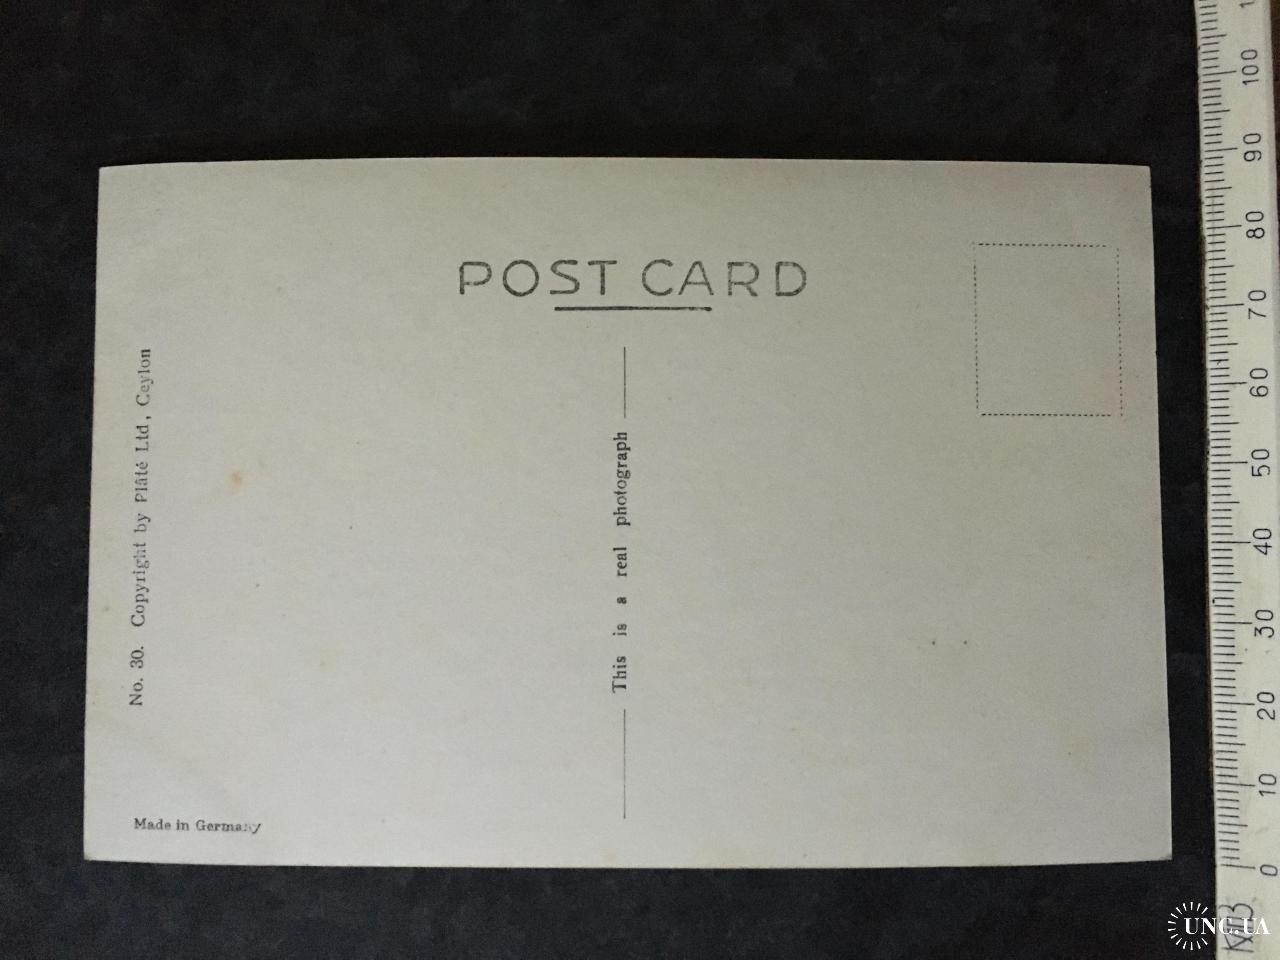 POST CARD
No. 30. Copyright by Plâté Ltd, Ceylon
This is a real photograph
Made in Germany
100
90
80
70
60
50
40
30
20
10
0
UNC.UA